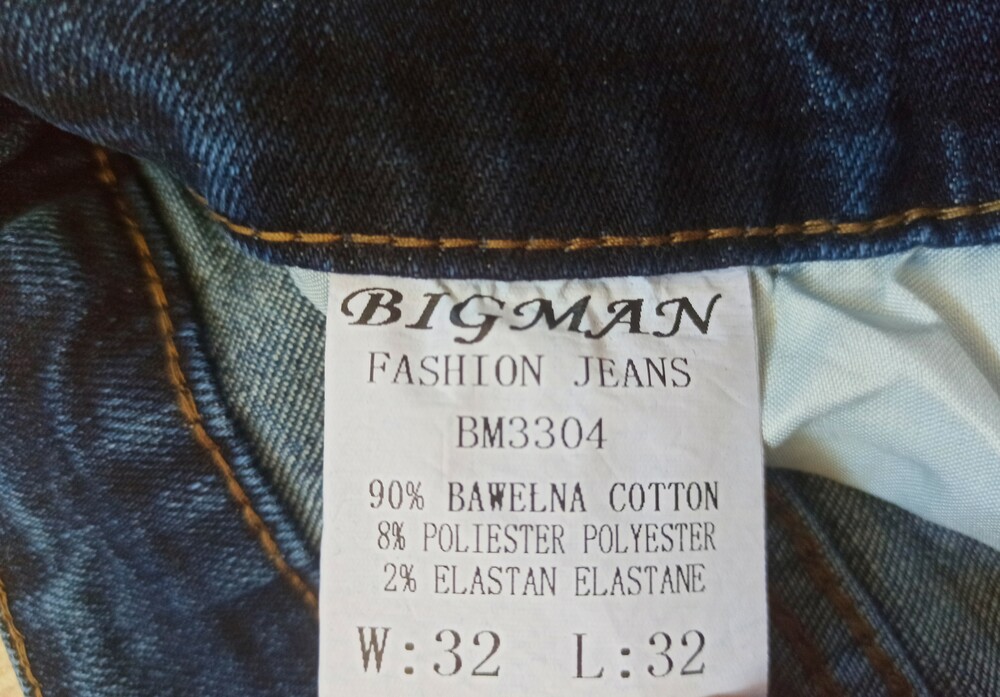 BIGMAN
FASHION JEANS
BM3304
90% BAWEŁNA COTTON
8% POLIESTER POLYESTER
2% ELASTAN ELASTANE
W:32 L:32